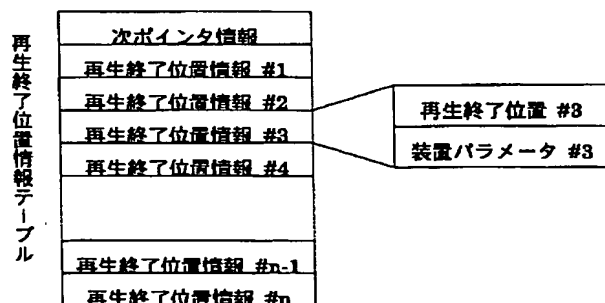 再生終了位置情報テーブル
次ポインタ情報
再生終了位置情報 #1
再生終了位置情報 #2
再生終了位置情報 #3
再生終了位置情報 #4
再生終了位置情報 #n-1
再生終了位置情報 #n
再生終了位置 #3
装置パラメータ #3